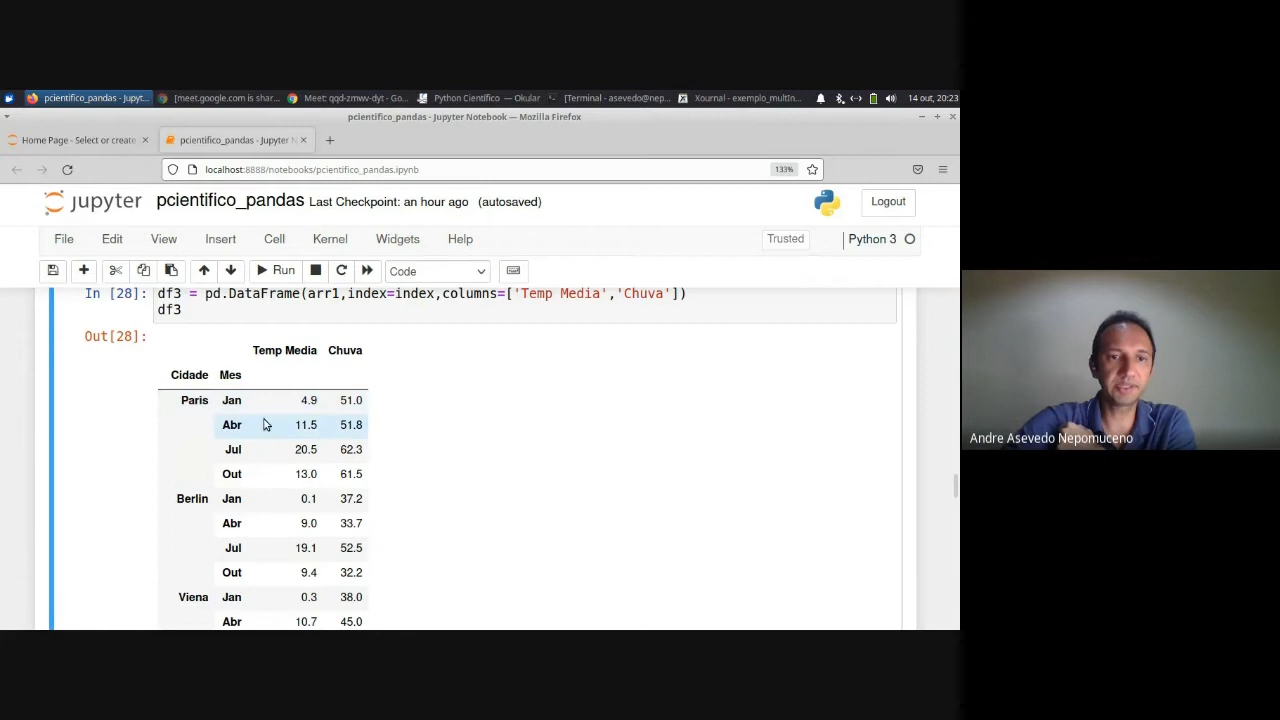 pcientifico_pandas - Jupyt...
[meet.google.com is shar...
Meet: qqd-zmwv-dyt - Go...
Python Científico — Okular
[Terminal - asevedo@nep...
Xournal - exemplo_multIn...
14 out, 20:23
pcientifico_pandas - Jupyter Notebook — Mozilla Firefox
Home Page - Select or create
pcientifico_pandas - Jupyter N
localhost:8888/notebooks/pcientifico_pandas.ipynb
133%
jupyter pcientifico_pandas Last Checkpoint: an hour ago (autosaved)
Logout
File Edit View Insert Cell Kernel Widgets Help
Trusted
Python 3
Run
Code
In [28]: df3 = pd.DataFrame(arr1,index=index,columns=['Temp Media','Chuva'])
df3
Out[28]:
Temp Media Chuva
Cidade Mes
Paris Jan 4.9 51.0
Abr 11.5 51.8
Jul 20.5 62.3
Out 13.0 61.5
Berlin Jan 0.1 37.2
Abr 9.0 33.7
Jul 19.1 52.5
Out 9.4 32.2
Viena Jan 0.3 38.0
Abr 10.7 45.0
Andre Asevedo Nepomuceno